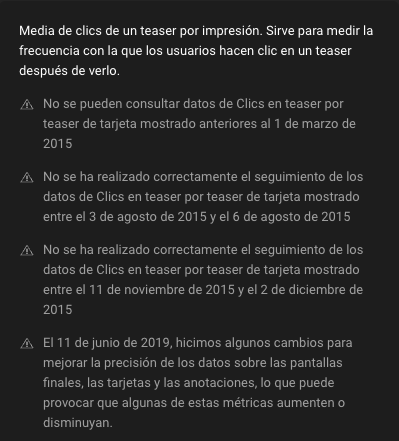 Media de clics de un teaser por impresión. Sirve para medir la
frecuencia con la que los usuarios hacen clic en un teaser
después de verlo.
No se pueden consultar datos de Clics en teaser por
teaser de tarjeta mostrado anteriores al 1 de marzo de
2015
No se ha realizado correctamente el seguimiento de los
datos de Clics en teaser por teaser de tarjeta mostrado
entre el 3 de agosto de 2015 y el 6 de agosto de 2015
No se ha realizado correctamente el seguimiento de los
datos de Clics en teaser por teaser de tarjeta mostrado
entre el 11 de noviembre de 2015 y el 2 de diciembre de
2015
El 11 de junio de 2019, hicimos algunos cambios para
mejorar la precisión de los datos sobre las pantallas
finales, las tarjetas y las anotaciones, lo que puede
provocar que algunas de estas métricas aumenten o
disminuyan.